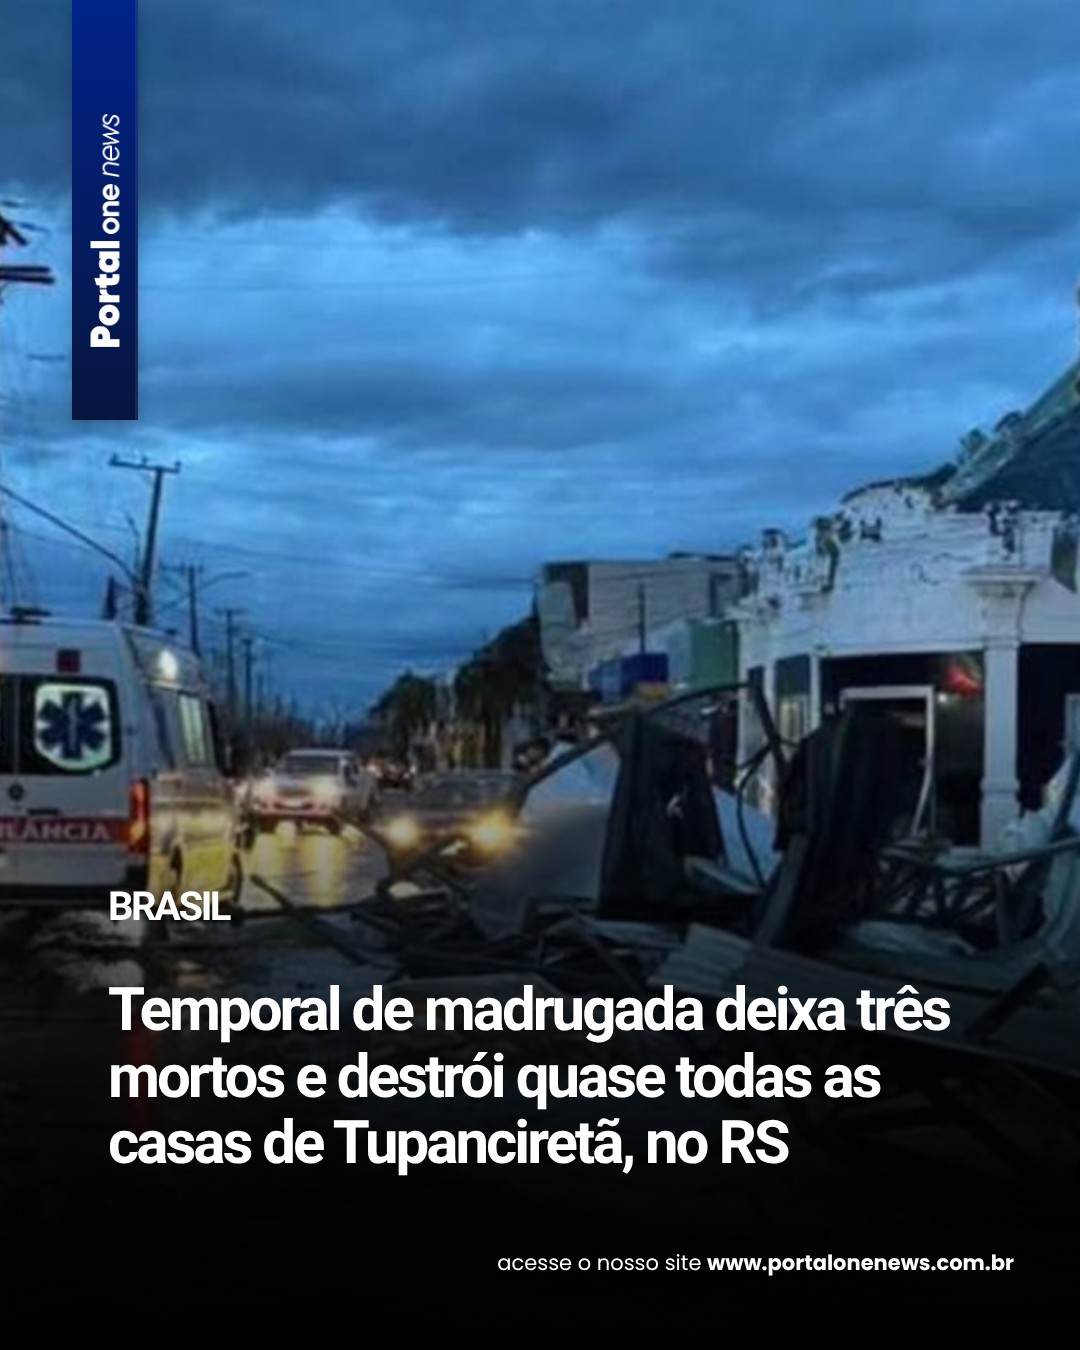 Portal one news
BRASIL
Temporal de madrugada deixa três
mortos e destrói quase todas as
casas de Tupanciretã, no RS
acesse o nosso site www.portalonenews.com.br